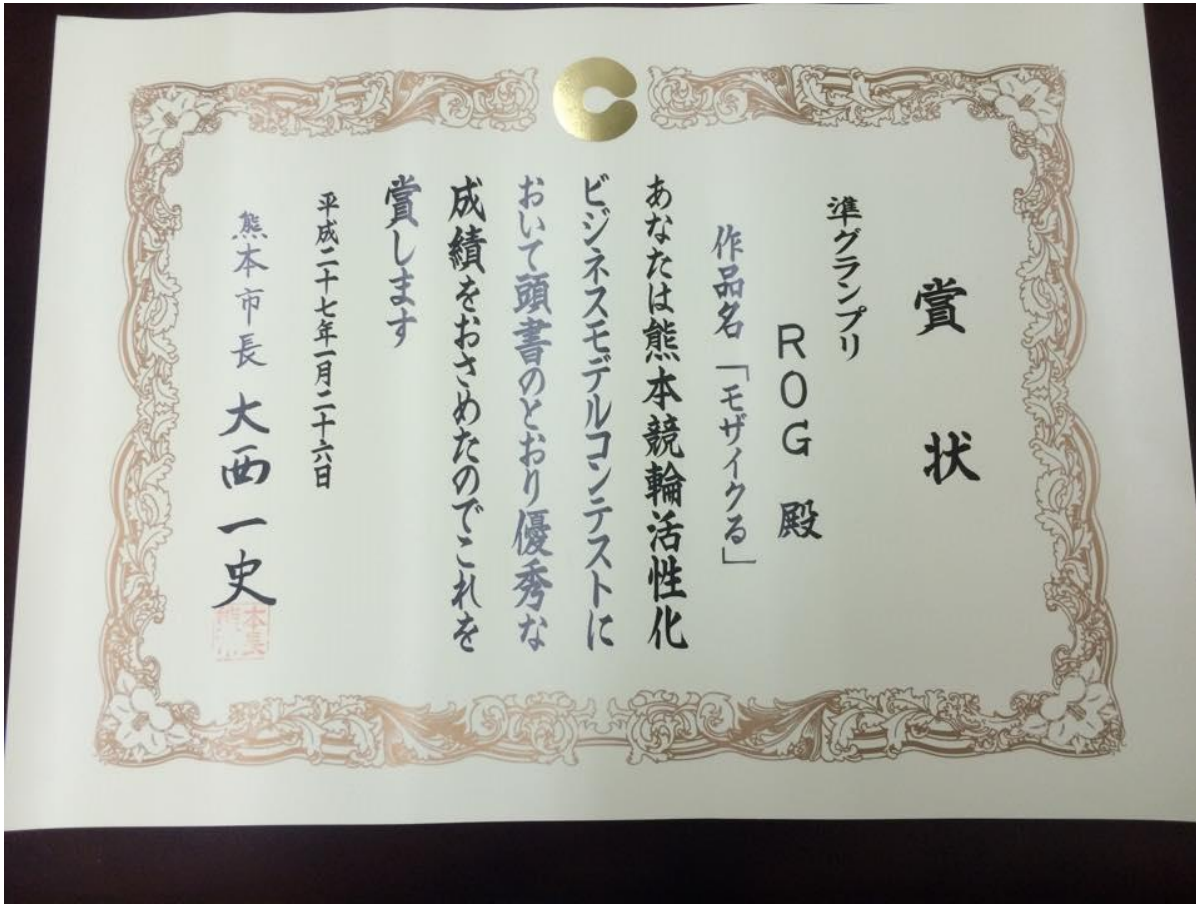 賞状
準グランプリ
ROG 殿
作品名「モザイクる」
あなたは熊本競輪活性化
ビジネスモデルコンテストに
おいて頭書のとおり優秀な
成績をおさめたのでこれを
賞します
平成二十七年一月二十六日
熊本市長 大西一史